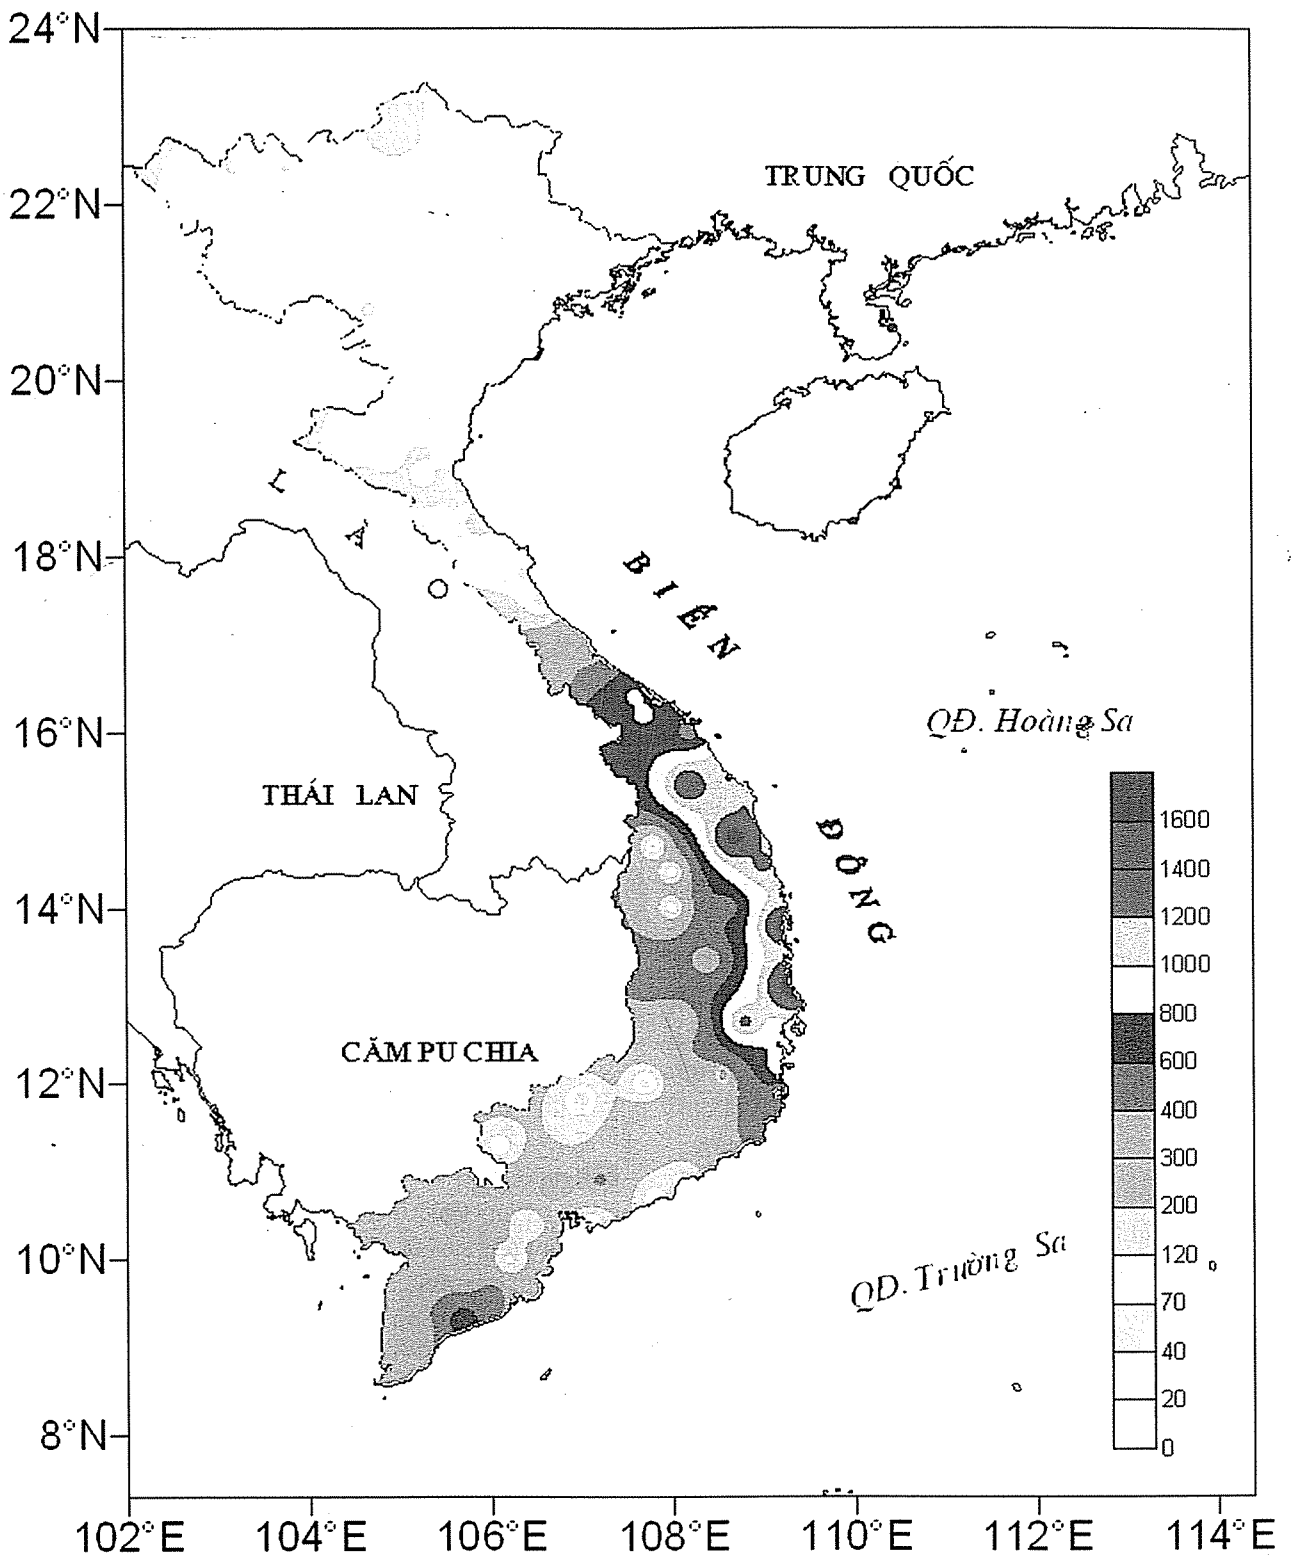 24°N
22°N
20°N
18°N
16°N
14°N
12°N
10°N
8°N
TRUNG QUỐC
L
A
O
BIỂN
ĐÔNG
QĐ. Hoàng Sa
THÁI LAN
CĂM PU CHIA
QD. Trường Sa
1600
1400
1200
1000
800
600
400
300
200
120
70
40
20
0
102°E
104°E
106°E
108°E
110°E
112°E
114°E